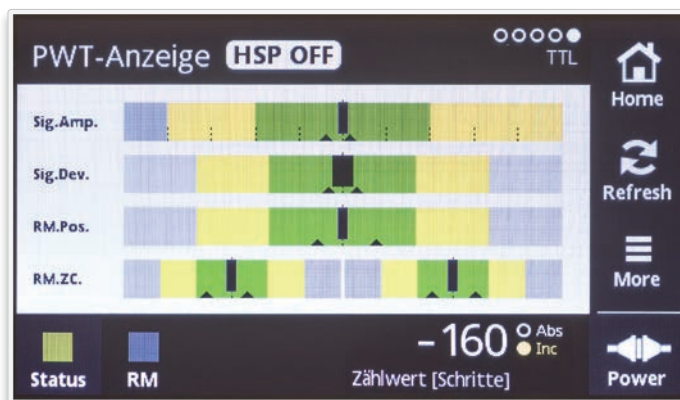 PWT-Anzeige HSP OFF
TTL
Home
Sig.Amp.
Sig.Dev.
Refresh
RM.Pos.
RM.ZC.
More
-160
Abs
Inc
Status
RM
Zählwert [Schritte]
Power